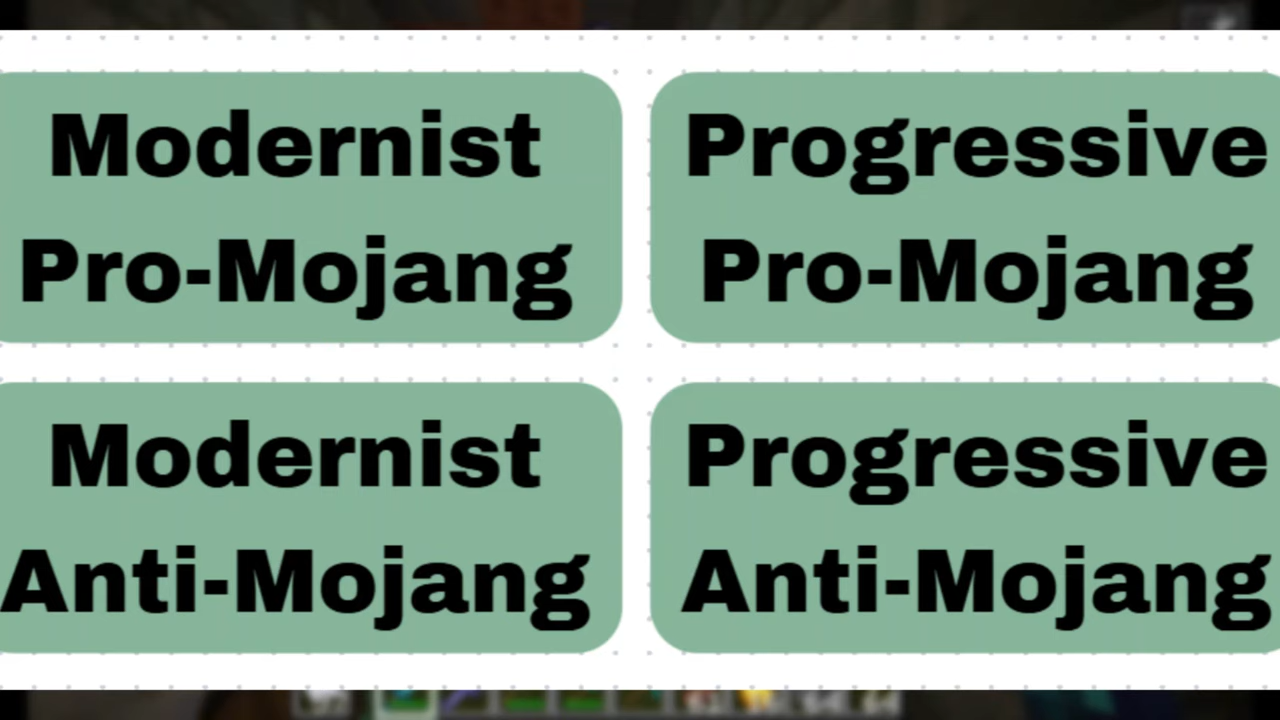 Modernist
Pro-Mojang
Progressive
Pro-Mojang
Modernist
Anti-Mojang
Progressive
Anti-Mojang